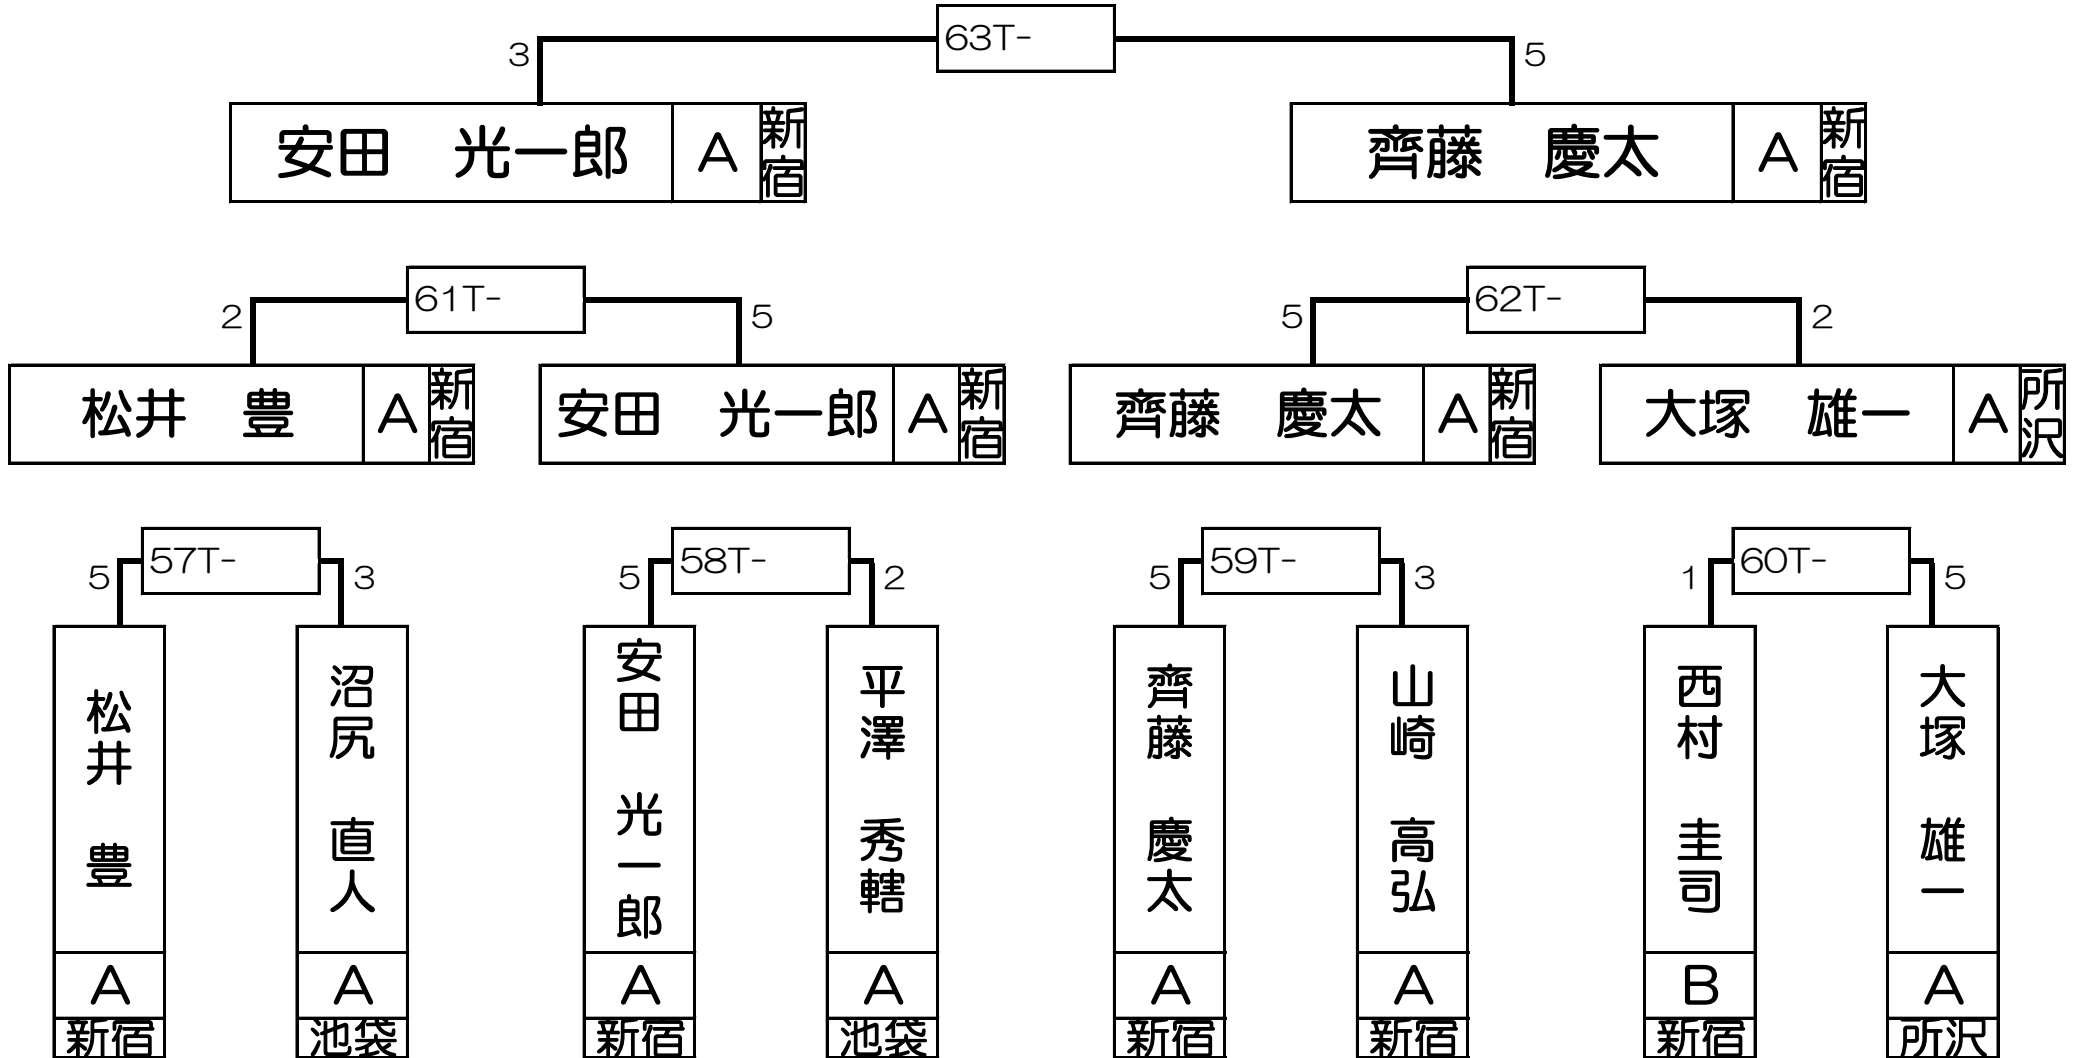 63T-
3 5
安田　光一郎 A 新宿
齊藤　慶太 A 新宿
61T-
2 5
62T-
5 2
松井　豊 A 新宿
安田　光一郎 A 新宿
齊藤　慶太 A 新宿
大塚　雄一 A 所沢
57T-
5 3
58T-
5 2
59T-
5 3
60T-
1 5
松井　豊 A 新宿
沼尻　直人 A 池袋
安田　光一郎 A 新宿
平澤　秀轄 A 池袋
齊藤　慶太 A 新宿
山崎　高弘 A 新宿
西村　圭司 B 新宿
大塚　雄一 A 所沢